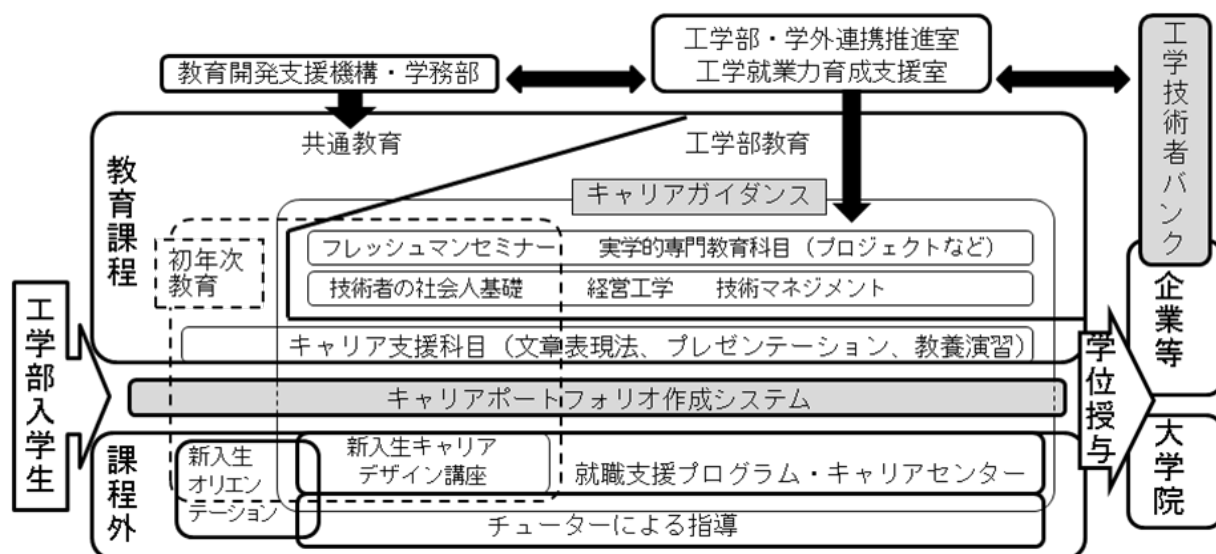 教育開発支援機構・学務部
工学部・学外連携推進室
工学就業力育成支援室
工学技術者バンク
共通教育
工学部教育
教育課程
キャリアガイダンス
初年次
教育
フレッシュマンセミナー
実学的専門教育科目（プロジェクトなど）
技術者の社会人基礎
経営工学
技術マネジメント
キャリア支援科目（文章表現法、プレゼンテーション、教養演習）
工学部入学生
キャリアポートフォリオ作成システム
学位授与
企業等
大学院
課程外
新入生
オリエン
テーション
新入生キャリア
デザイン講座
就職支援プログラム・キャリアセンター
チューターによる指導